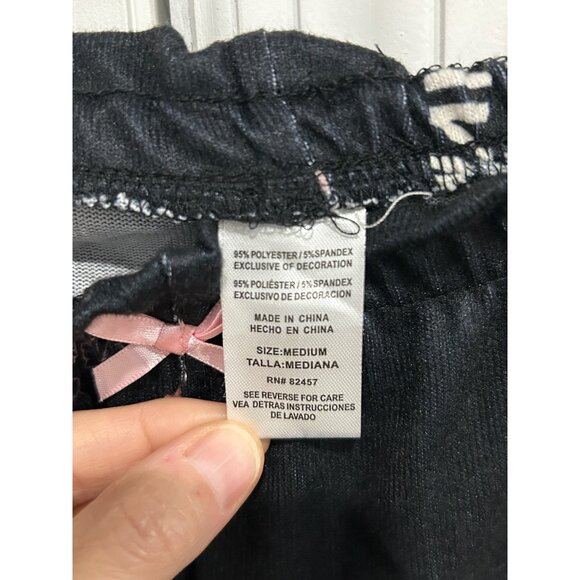 95% POLYESTER / 5% SPANDEX
EXCLUSIVE OF DECORATION
95% POLIÉSTER / 5% SPANDEX
EXCLUSIVO DE DECORACION
MADE IN CHINA
HECHO EN CHINA
SIZE:MEDIUM
TALLA:MEDIANA
RN# 82457
SEE REVERSE FOR CARE
VEA DETRAS INSTRUCCIONES
DE LAVADO